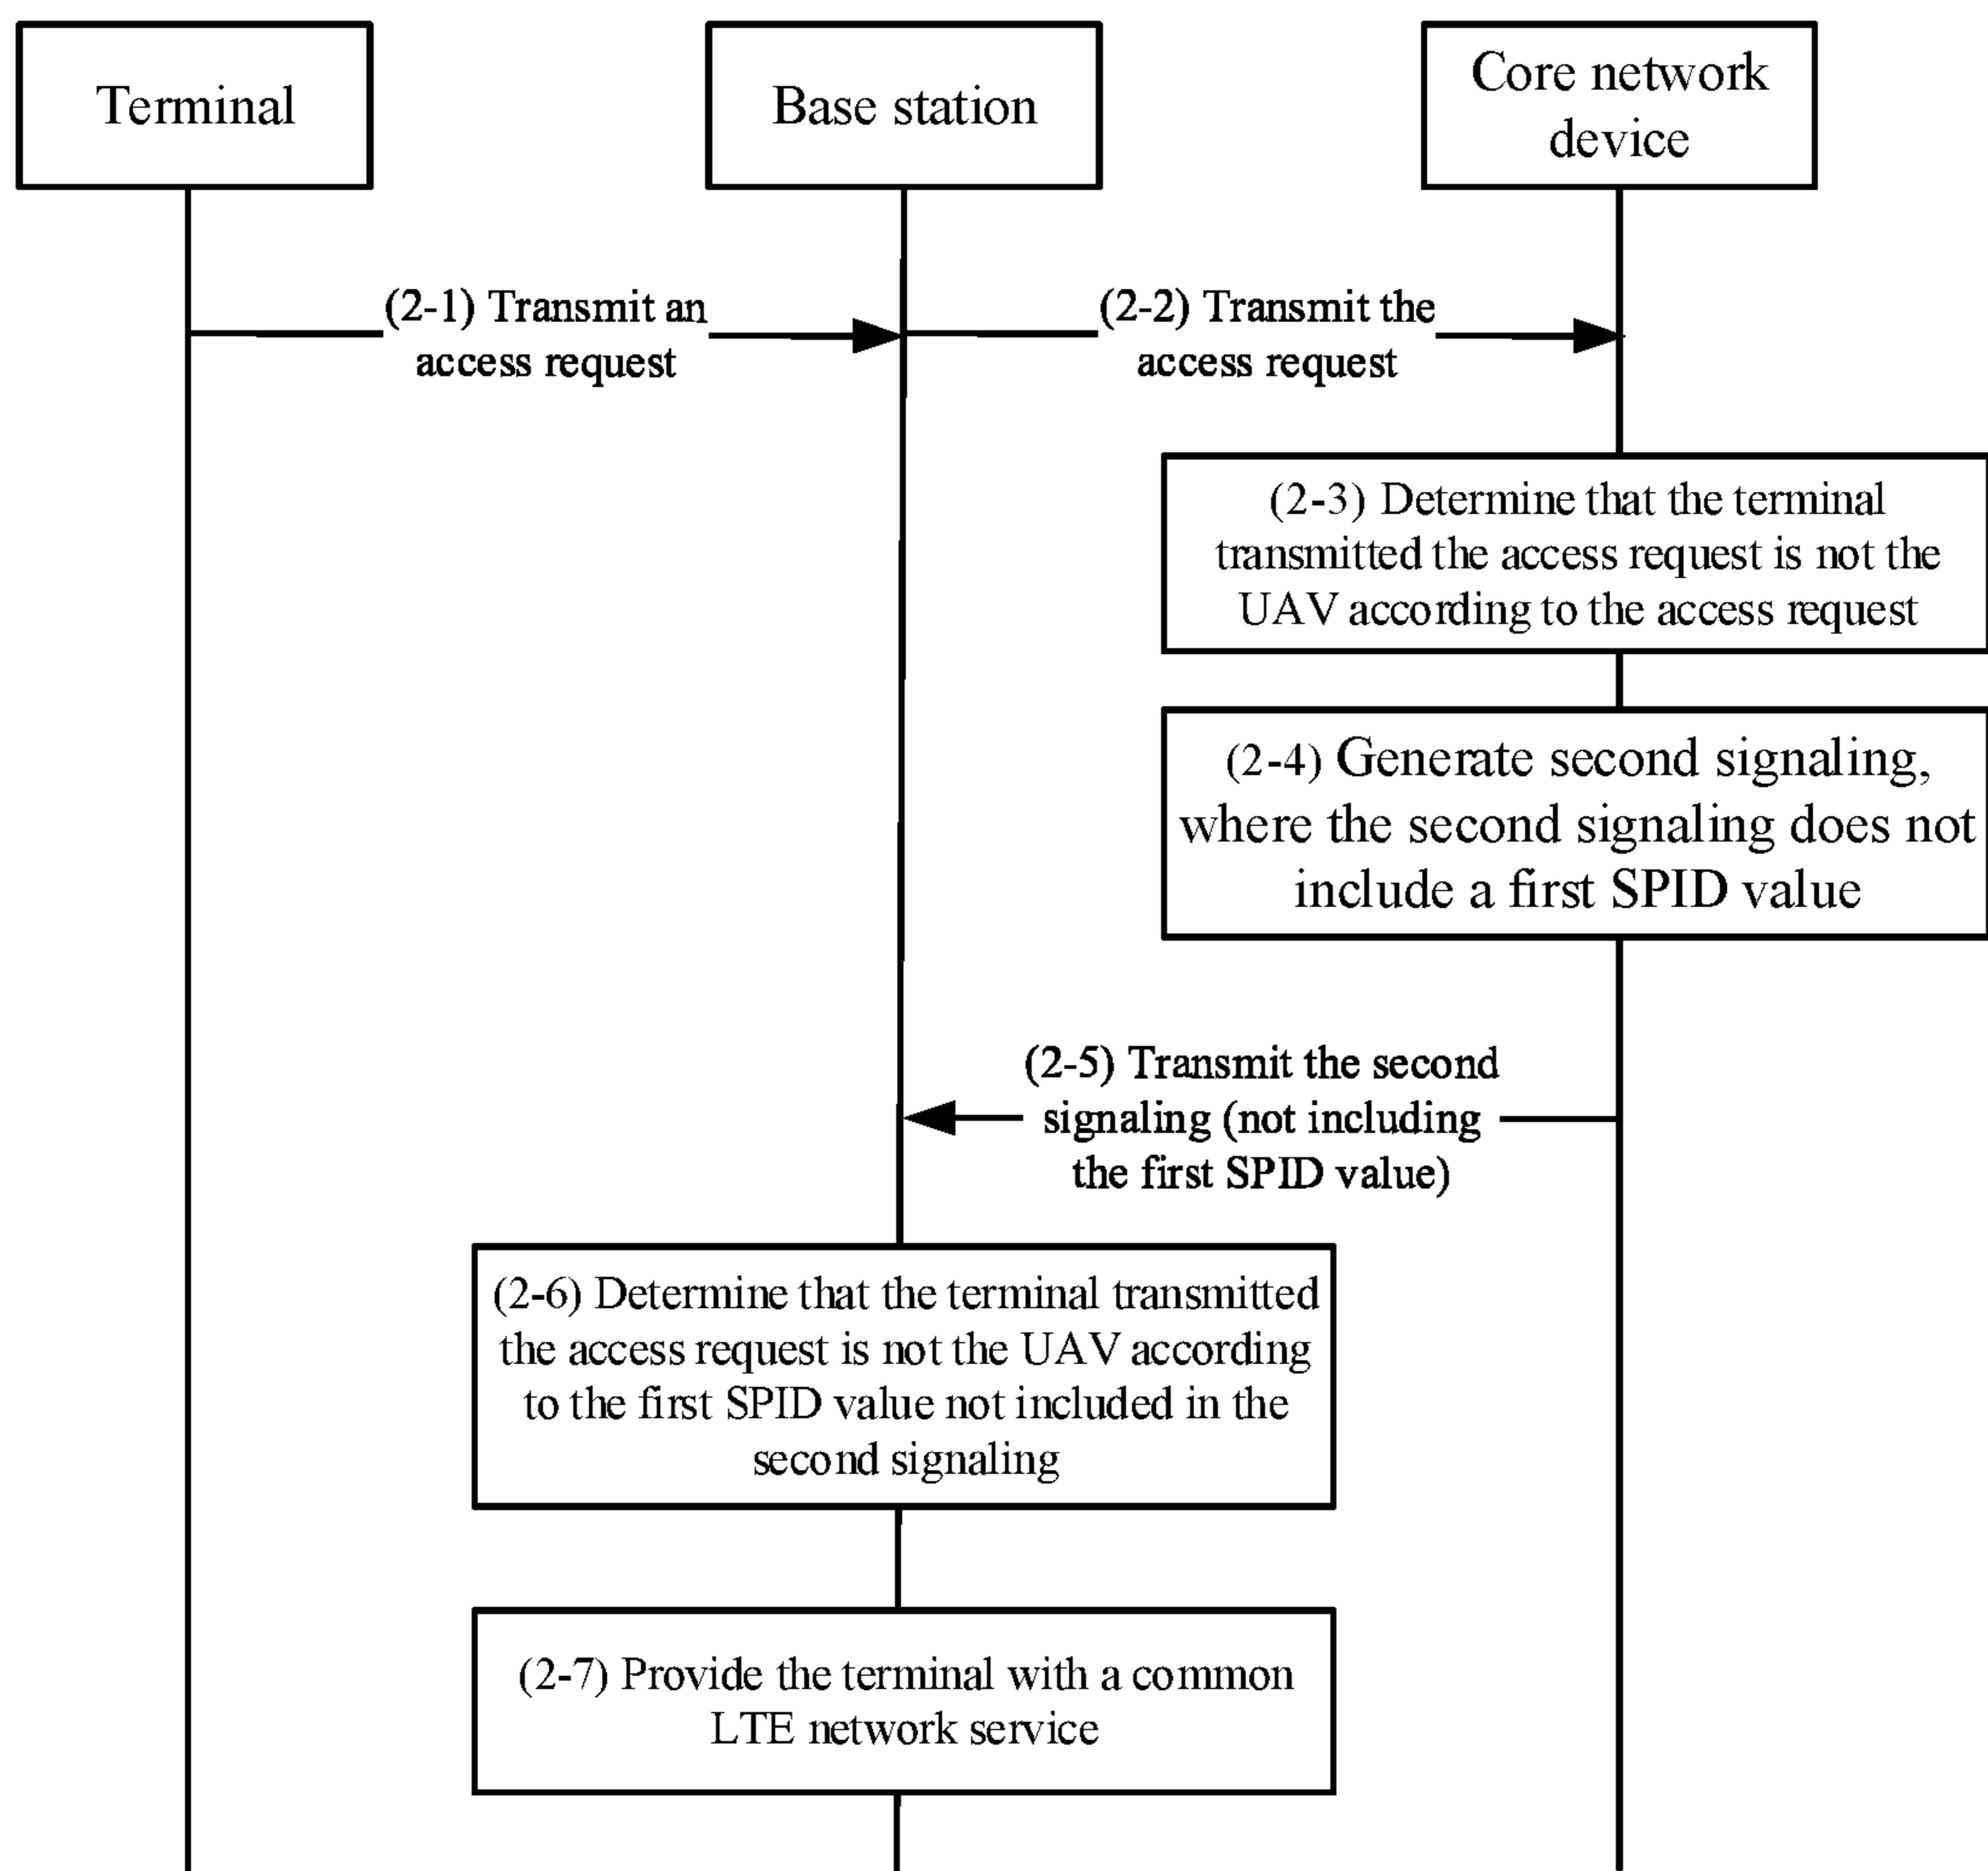 Terminal
Base station
Core network
device
(2-1) Transmit an
access request
(2-2) Transmit the
access request
(2-3) Determine that the terminal
transmitted the access request is not the
UAV according to the access request
(2-4) Generate second signaling,
where the second signaling does not
include a first SPID value
(2-5) Transmit the second
signaling (not including
the first SPID value)
(2-6) Determine that the terminal transmitted
the access request is not the UAV according
to the first SPID value not included in the
second signaling
(2-7) Provide the terminal with a common
LTE network service